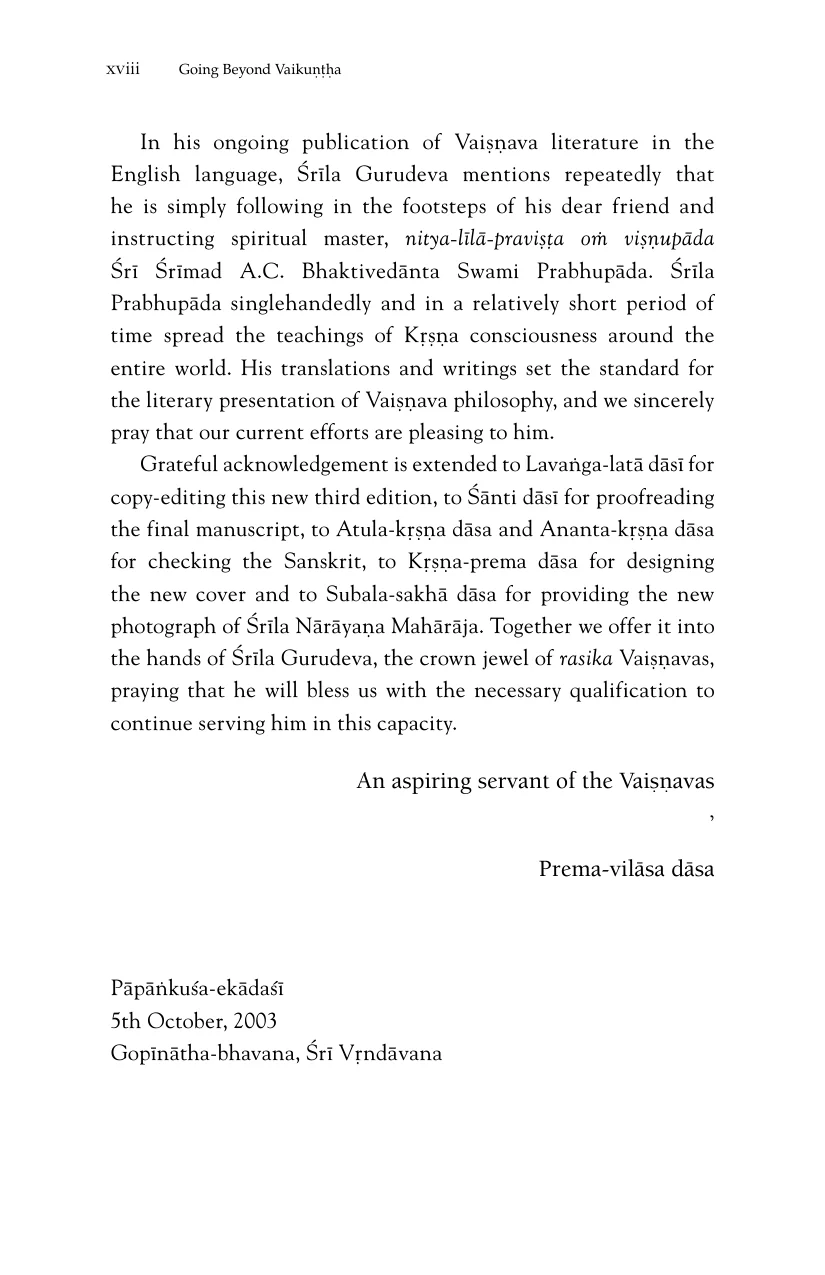 xviii Going Beyond Vaikuṇṭha
In his ongoing publication of Vaiṣṇava literature in the
English language, Śrīla Gurudeva mentions repeatedly that
he is simply following in the footsteps of his dear friend and
instructing spiritual master, nitya-līlā-praviṣṭa oṁ viṣṇupāda
Śrī Śrīmad A.C. Bhaktivedānta Swami Prabhupāda. Śrīla
Prabhupāda singlehandedly and in a relatively short period of
time spread the teachings of Kṛṣṇa consciousness around the
entire world. His translations and writings set the standard for
the literary presentation of Vaiṣṇava philosophy, and we sincerely
pray that our current efforts are pleasing to him.
Grateful acknowledgement is extended to Lavaṅga-latā dāsī for
copy-editing this new third edition, to Śānti dāsī for proofreading
the final manuscript, to Atula-kṛṣṇa dāsa and Ananta-kṛṣṇa dāsa
for checking the Sanskrit, to Kṛṣṇa-prema dāsa for designing
the new cover and to Subala-sakhā dāsa for providing the new
photograph of Śrīla Nārāyaṇa Mahārāja. Together we offer it into
the hands of Śrīla Gurudeva, the crown jewel of rasika Vaiṣṇavas,
praying that he will bless us with the necessary qualification to
continue serving him in this capacity.
An aspiring servant of the Vaiṣṇavas
,
Prema-vilāsa dāsa
Pāpāṅkuśa-ekādaśī
5th October, 2003
Gopīnātha-bhavana, Śrī Vṛndāvana